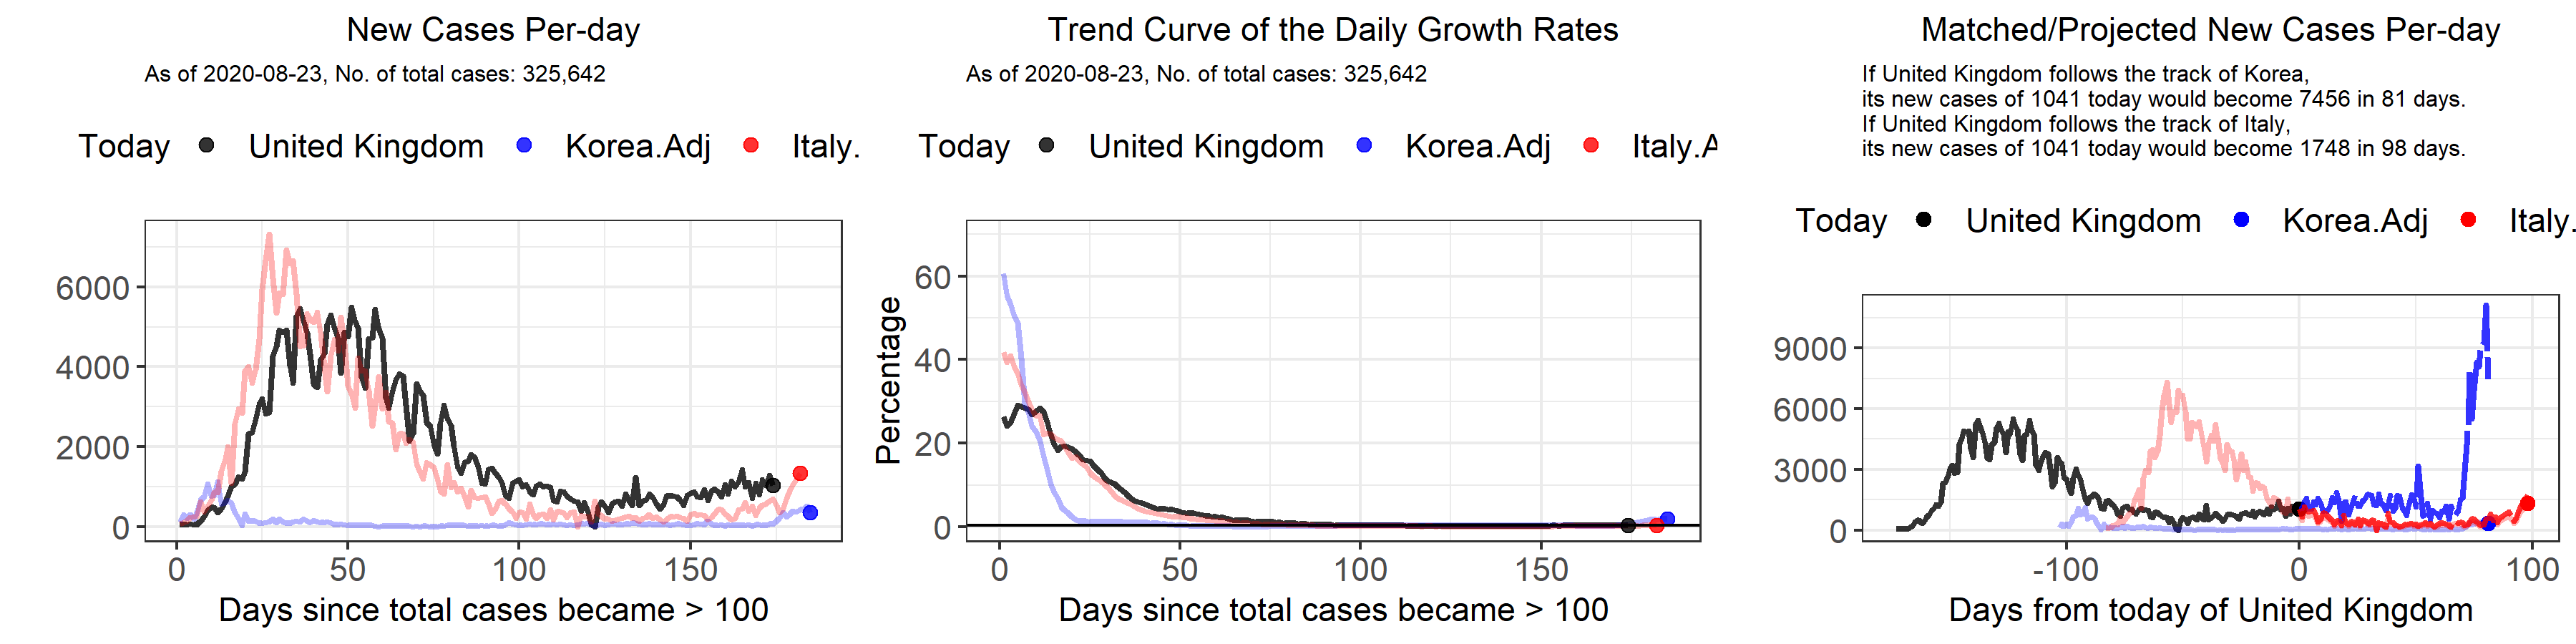 New Cases Per-day
As of 2020-08-23, No. of total cases: 325,642
Today United Kingdom Korea.Adj Italy.
6000
4000
2000
0
0 50 100 150
Days since total cases became > 100
Trend Curve of the Daily Growth Rates
As of 2020-08-23, No. of total cases: 325,642
Today United Kingdom Korea.Adj Italy.A
Percentage
60
40
20
0
0 50 100 150
Days since total cases became > 100
Matched/Projected New Cases Per-day
If United Kingdom follows the track of Korea,
its new cases of 1041 today would become 7456 in 81 days.
If United Kingdom follows the track of Italy,
its new cases of 1041 today would become 1748 in 98 days.
Today United Kingdom Korea.Adj Italy.
9000
6000
3000
0
-100 0 100
Days from today of United Kingdom